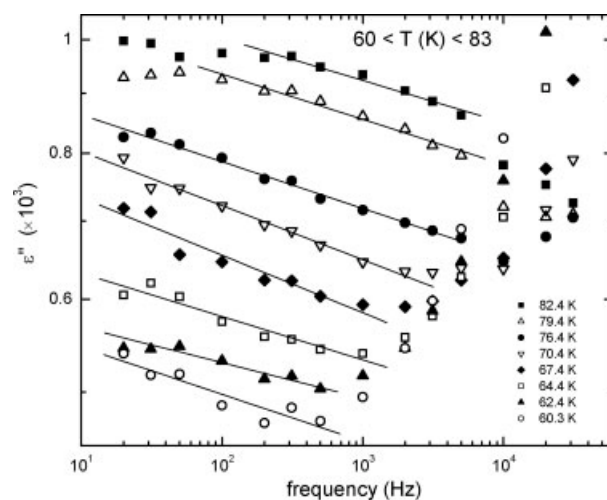 60 < T (K) < 83
1
0.8
0.6
ε" (×10³)
82.4 K
79.4 K
76.4 K
70.4 K
67.4 K
64.4 K
62.4 K
60.3 K
10¹ 10² 10³ 10⁴ 10⁵
frequency (Hz)